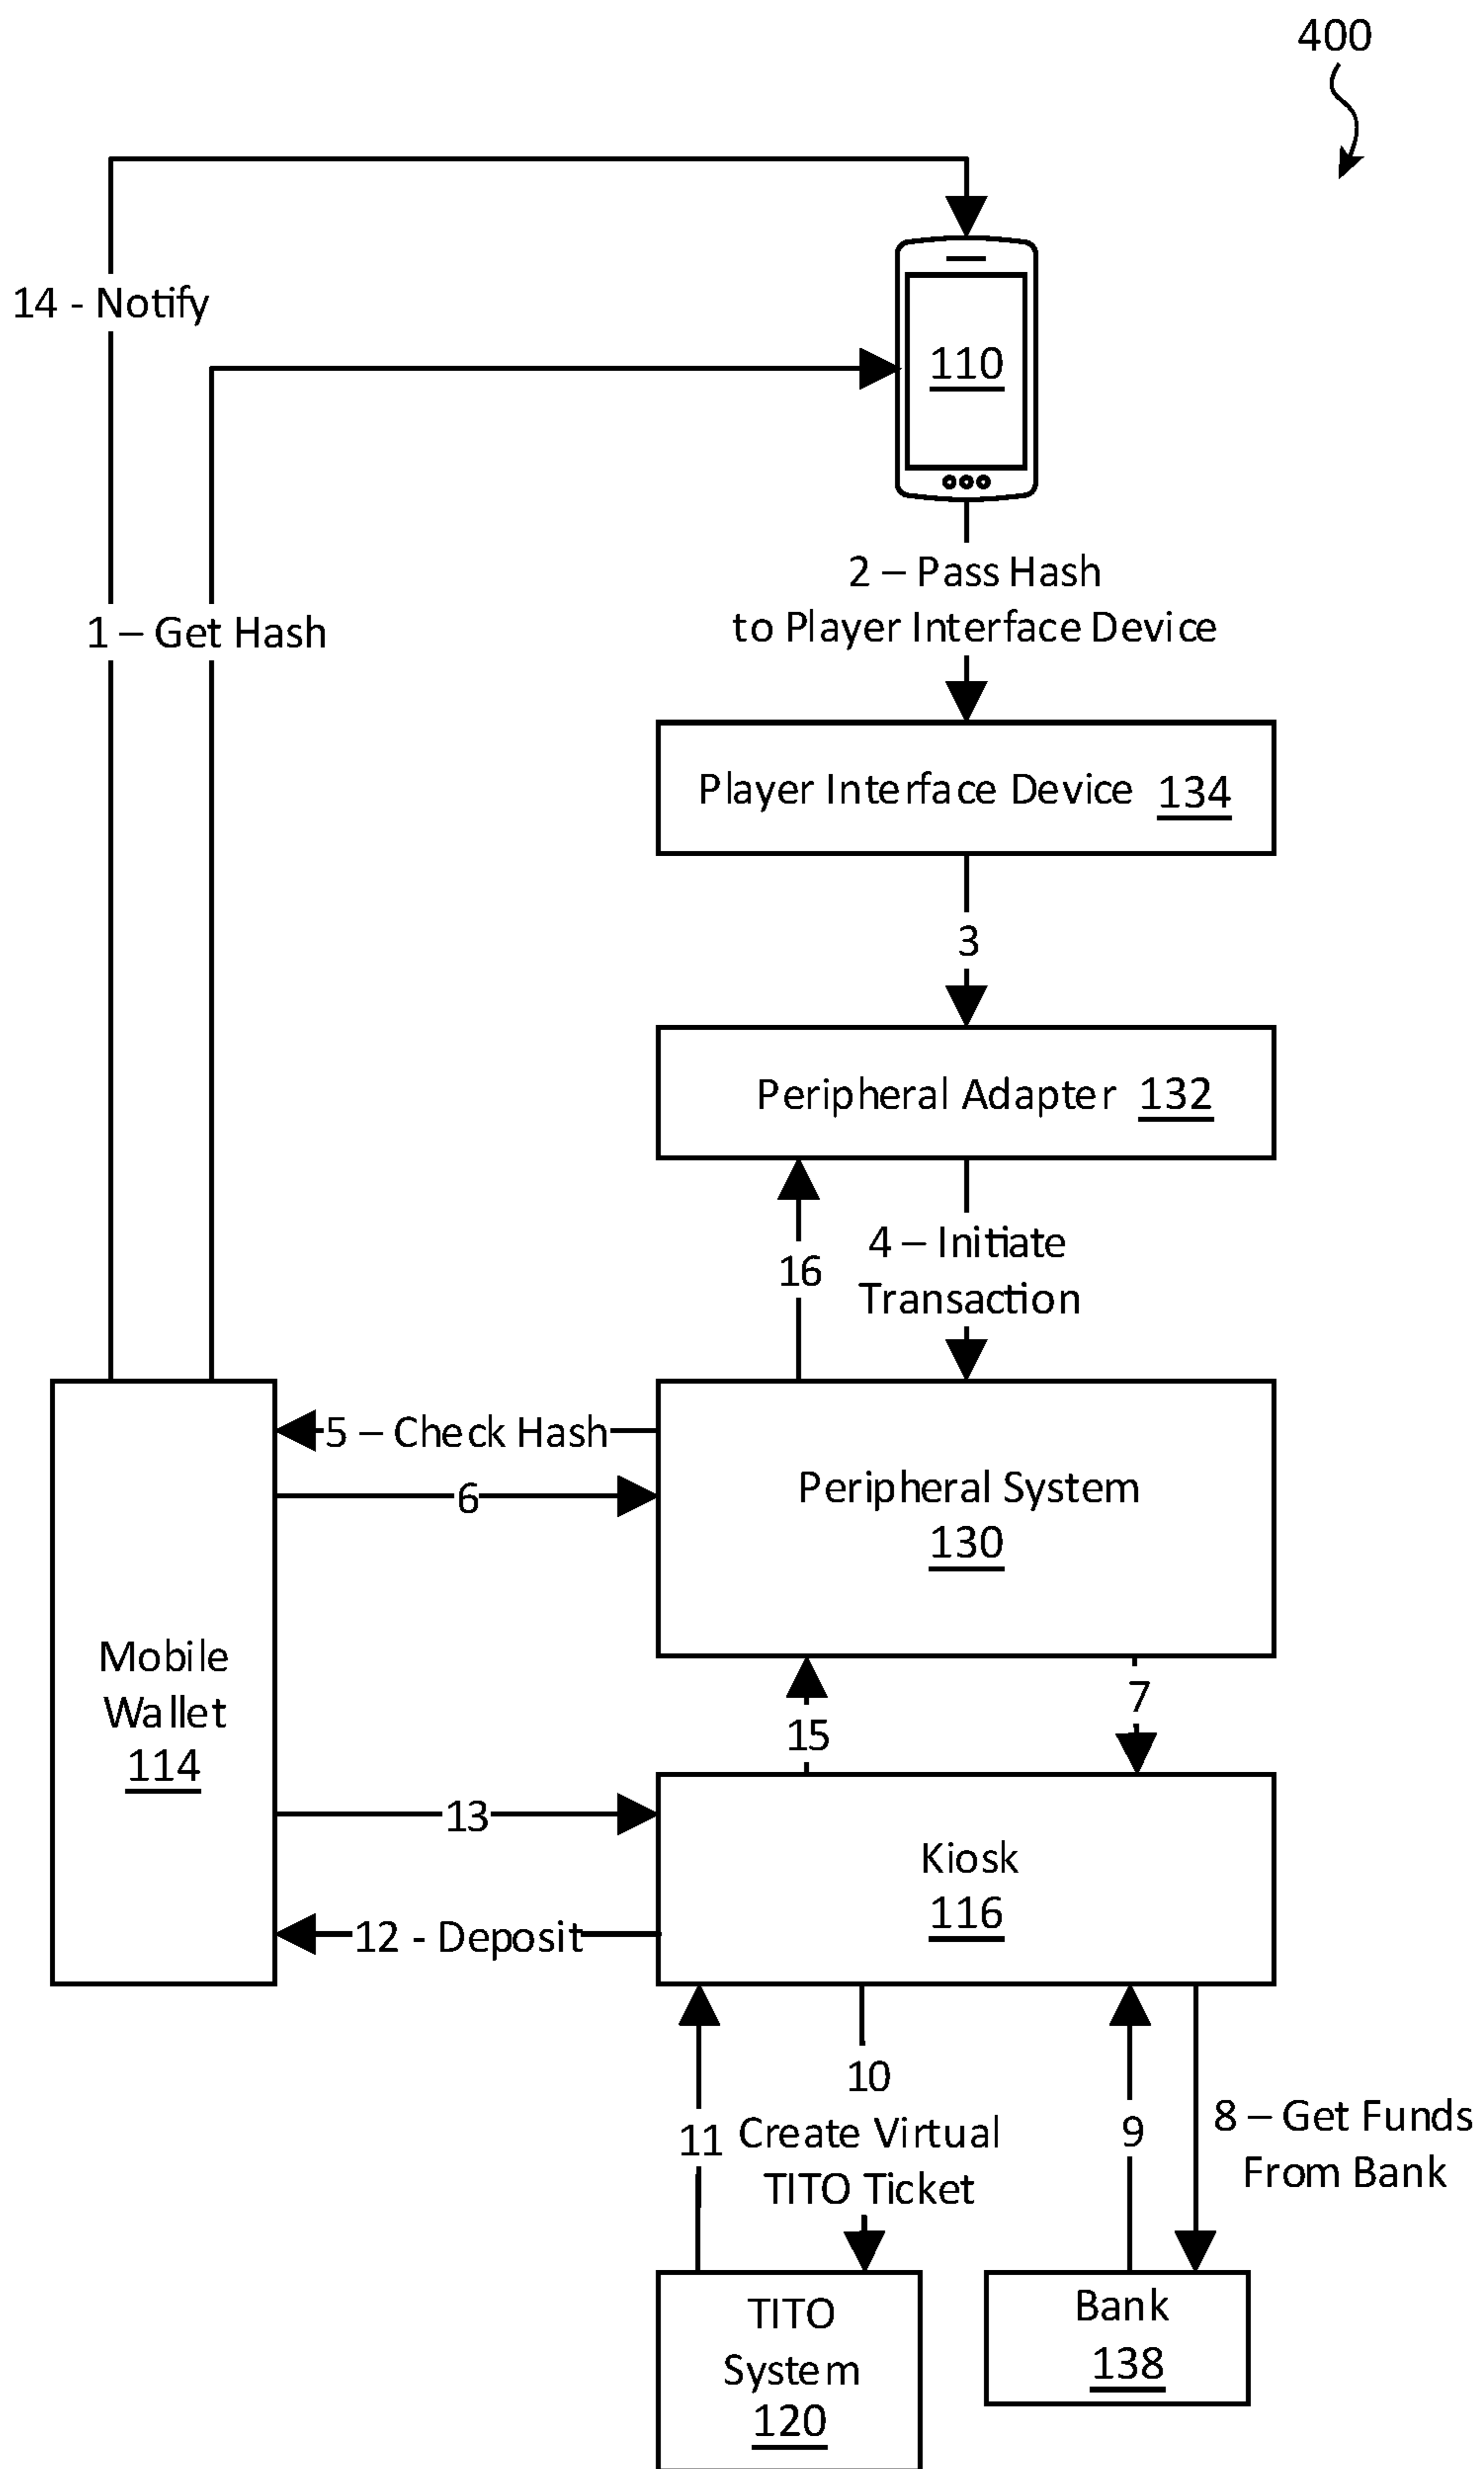 400
14 - Notify
110
2 – Pass Hash
to Player Interface Device
1 – Get Hash
Player Interface Device 134
3
Peripheral Adapter 132
4 – Initiate
Transaction
16
5 – Check Hash
6
Peripheral System
130
Mobile
Wallet
114
7
15
13
Kiosk
116
12 - Deposit
10
Create Virtual
TITO Ticket
11
9
8 – Get Funds
From Bank
TITO
System
120
Bank
138